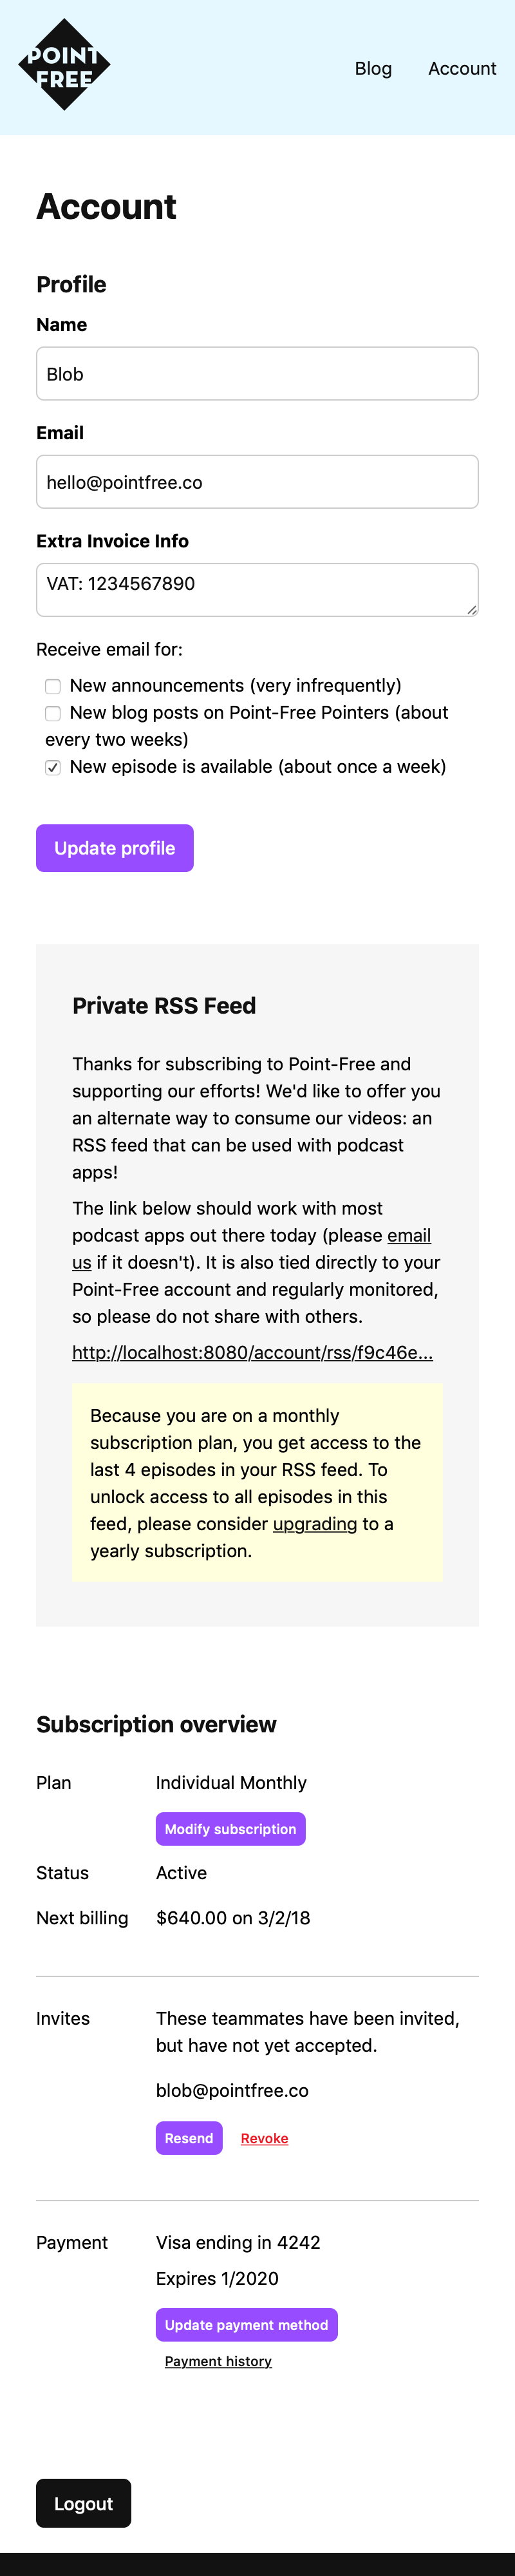 POINT
FREE
Blog
Account
Account
Profile
Name
Blob
Email
hello@pointfree.co
Extra Invoice Info
VAT: 1234567890
Receive email for:
New announcements (very infrequently)
New blog posts on Point-Free Pointers (about
every two weeks)
New episode is available (about once a week)
Update profile
Private RSS Feed
Thanks for subscribing to Point-Free and
supporting our efforts! We'd like to offer you
an alternate way to consume our videos: an
RSS feed that can be used with podcast
apps!
The link below should work with most
podcast apps out there today (please email
us if it doesn't). It is also tied directly to your
Point-Free account and regularly monitored,
so please do not share with others.
http://localhost:8080/account/rss/f9c46e...
Because you are on a monthly
subscription plan, you get access to the
last 4 episodes in your RSS feed. To
unlock access to all episodes in this
feed, please consider upgrading to a
yearly subscription.
Subscription overview
Plan
Individual Monthly
Modify subscription
Status
Active
Next billing
$640.00 on 3/2/18
Invites
These teammates have been invited,
but have not yet accepted.
blob@pointfree.co
Resend
Revoke
Payment
Visa ending in 4242
Expires 1/2020
Update payment method
Payment history
Logout